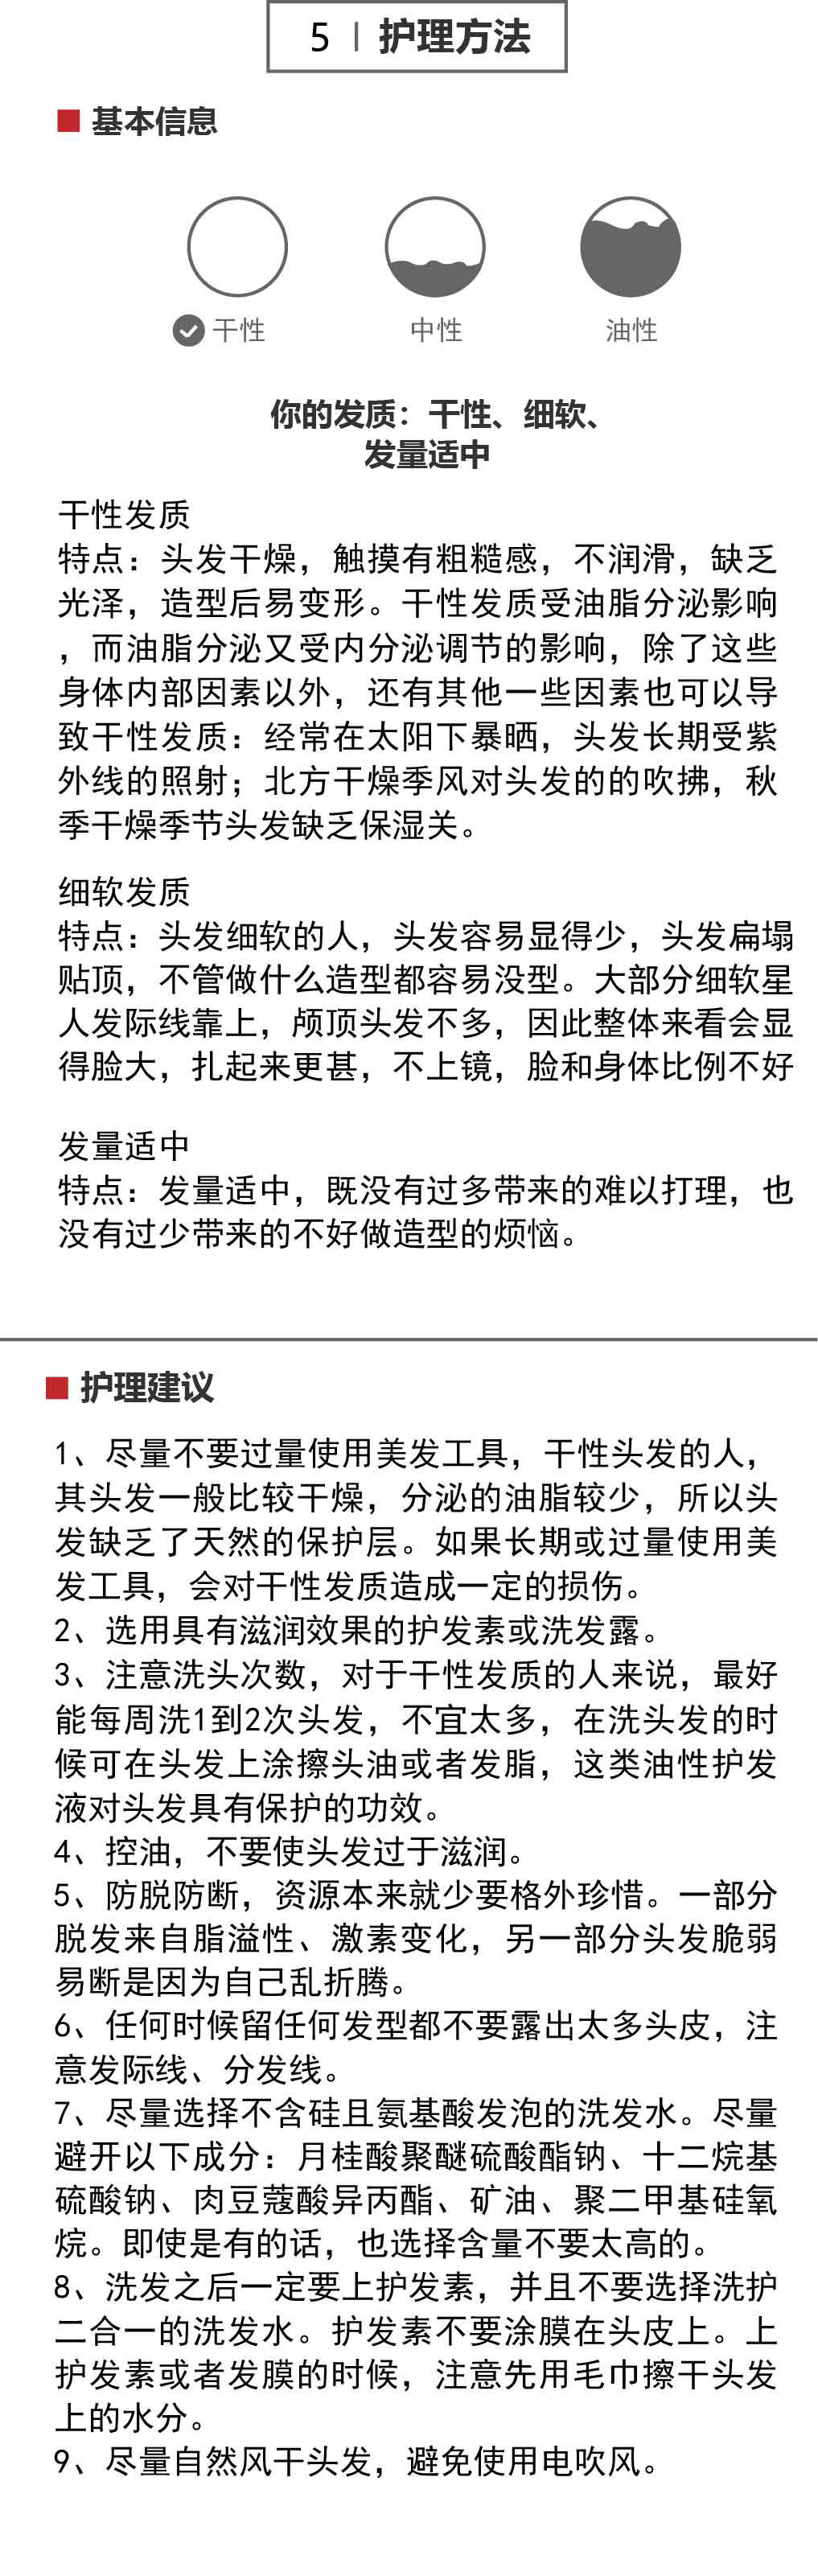 5 | 护理方法
基本信息
干性 中性 油性
你的发质：干性、细软、
发量适中
干性发质
特点：头发干燥，触摸有粗糙感，不润滑，缺乏
光泽，造型后易变形。干性发质受油脂分泌影响
，而油脂分泌又受内分泌调节的影响，除了这些
身体内部因素以外，还有其他一些因素也可以导
致干性发质：经常在太阳下暴晒，头发长期受紫
外线的照射；北方干燥季风对头发的的吹拂，秋
季干燥季节头发缺乏保湿关。
细软发质
特点：头发细软的人，头发容易显得少，头发扁塌
贴顶，不管做什么造型都容易没型。大部分细软星
人发际线靠上，颅顶头发不多，因此整体来看会显
得脸大，扎起来更甚，不上镜，脸和身体比例不好
发量适中
特点：发量适中，既没有过多带来的难以打理，也
没有过少带来的不好做造型的烦恼。
护理建议
1、尽量不要过量使用美发工具，干性头发的人，
其头发一般比较干燥，分泌的油脂较少，所以头
发缺乏了天然的保护层。如果长期或过量使用美
发工具，会对干性发质造成一定的损伤。
2、选用具有滋润效果的护发素或洗发露。
3、注意洗头次数，对于干性发质的人来说，最好
能每周洗1到2次头发，不宜太多，在洗头发的时
候可在头发上涂擦头油或者发脂，这类油性护发
液对头发具有保护的功效。
4、控油，不要使头发过于滋润。
5、防脱防断，资源本来就少要格外珍惜。一部分
脱发来自脂溢性、激素变化，另一部分头发脆弱
易断是因为自己乱折腾。
6、任何时候留任何发型都不要露出太多头皮，注
意发际线、分发线。
7、尽量选择不含硅且氨基酸发泡的洗发水。尽量
避开以下成分：月桂酸聚醚硫酸酯钠、十二烷基
硫酸钠、肉豆蔻酸异丙酯、矿油、聚二甲基硅氧
烷。即使是有的话，也选择含量不要太高的。
8、洗发之后一定要上护发素，并且不要选择洗护
二合一的洗发水。护发素不要涂膜在头皮上。上
护发素或者发膜的时候，注意先用毛巾擦干头发
上的水分。
9、尽量自然风干头发，避免使用电吹风。